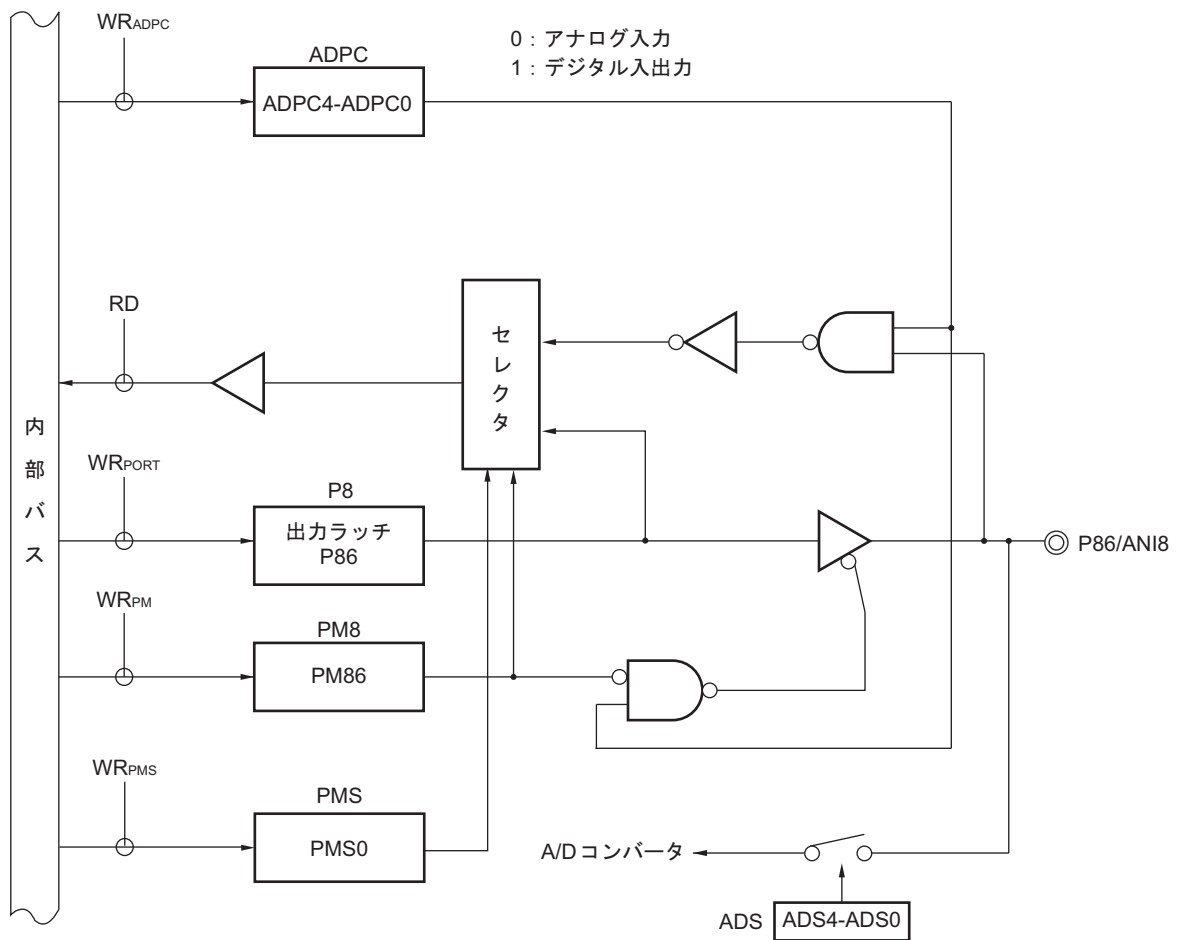 WRADPC
0：アナログ入力
1：デジタル入出力
ADPC
ADPC4-ADPC0
RD
セレクタ
内部バス
WRPORT
P8
出力ラッチ
P86
P86/ANI8
WRPM
PM8
PM86
WRPMS
PMS
PMS0
A/Dコンバータ
ADS
ADS4-ADS0